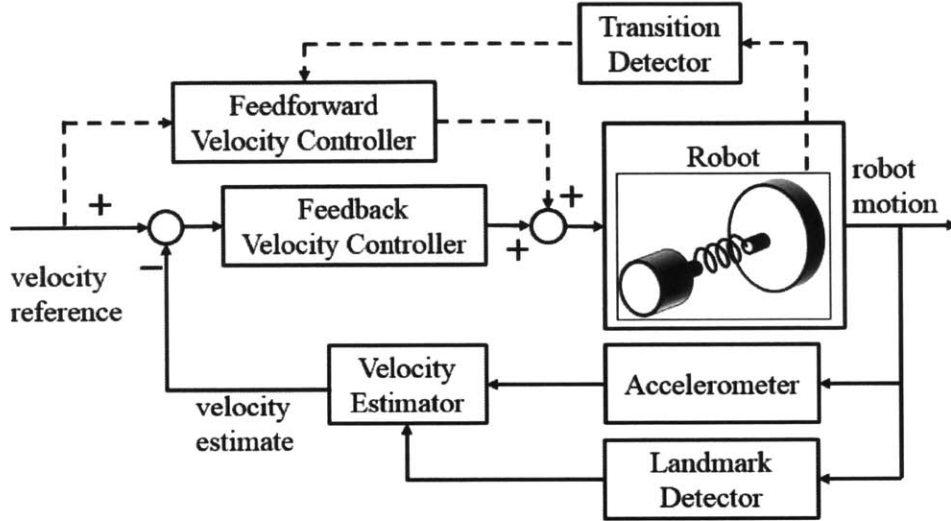 Transition
Detector
Feedforward
Velocity Controller
Robot
robot
motion
+
+
Feedback
Velocity Controller
+
−
velocity
reference
Velocity
Estimator
Accelerometer
velocity
estimate
Landmark
Detector